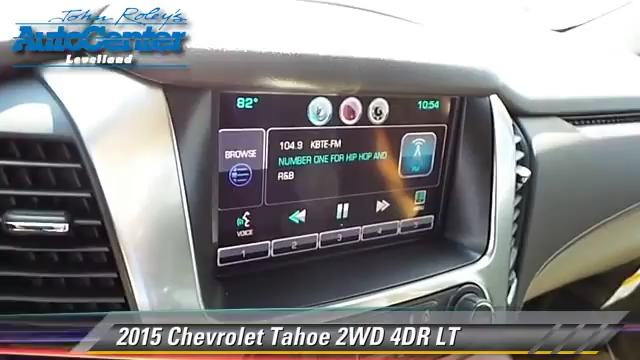 John Roley's
AutoCenter
Levelland
82°
10:54
104.9 KBTE-FM
BROWSE
NUMBER ONE FOR HIP HOP AND
R&B
FM
VOICE
MENU
1 2 3 4 5
2015 Chevrolet Tahoe 2WD 4DR LT